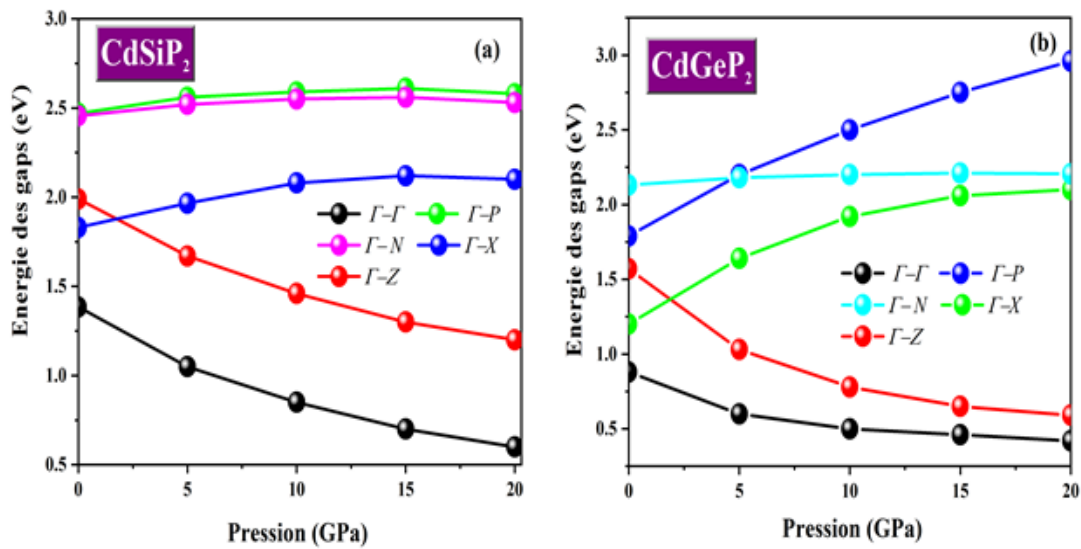 CdSiP₂
(a)
Energie des gaps (eV)
3.0
2.5
2.0
1.5
1.0
0.5
Γ–Γ Γ–P
Γ–N Γ–X
Γ–Z
0 5 10 15 20
Pression (GPa)
CdGeP₂
(b)
Energie des gaps (eV)
3.0
2.5
2.0
1.5
1.0
0.5
Γ–Γ Γ–P
Γ–N Γ–X
Γ–Z
0 5 10 15 20
Pression (GPa)